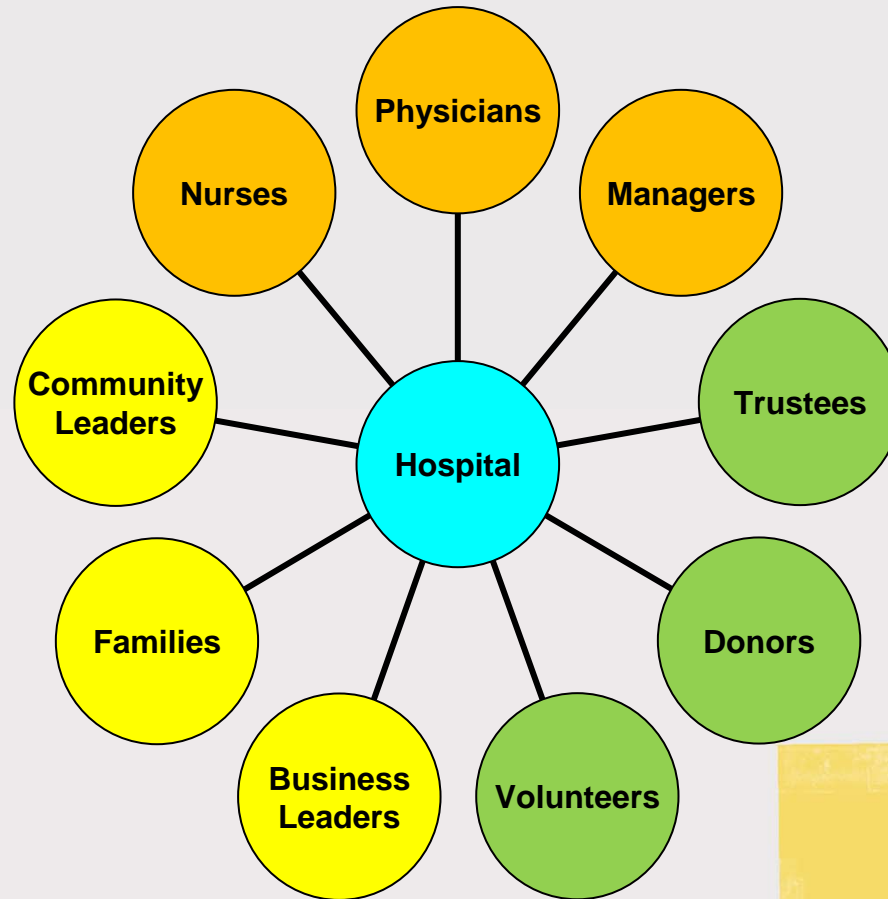 Physicians
Nurses
Managers
Community
Leaders
Trustees
Hospital
Families
Donors
Business
Leaders
Volunteers